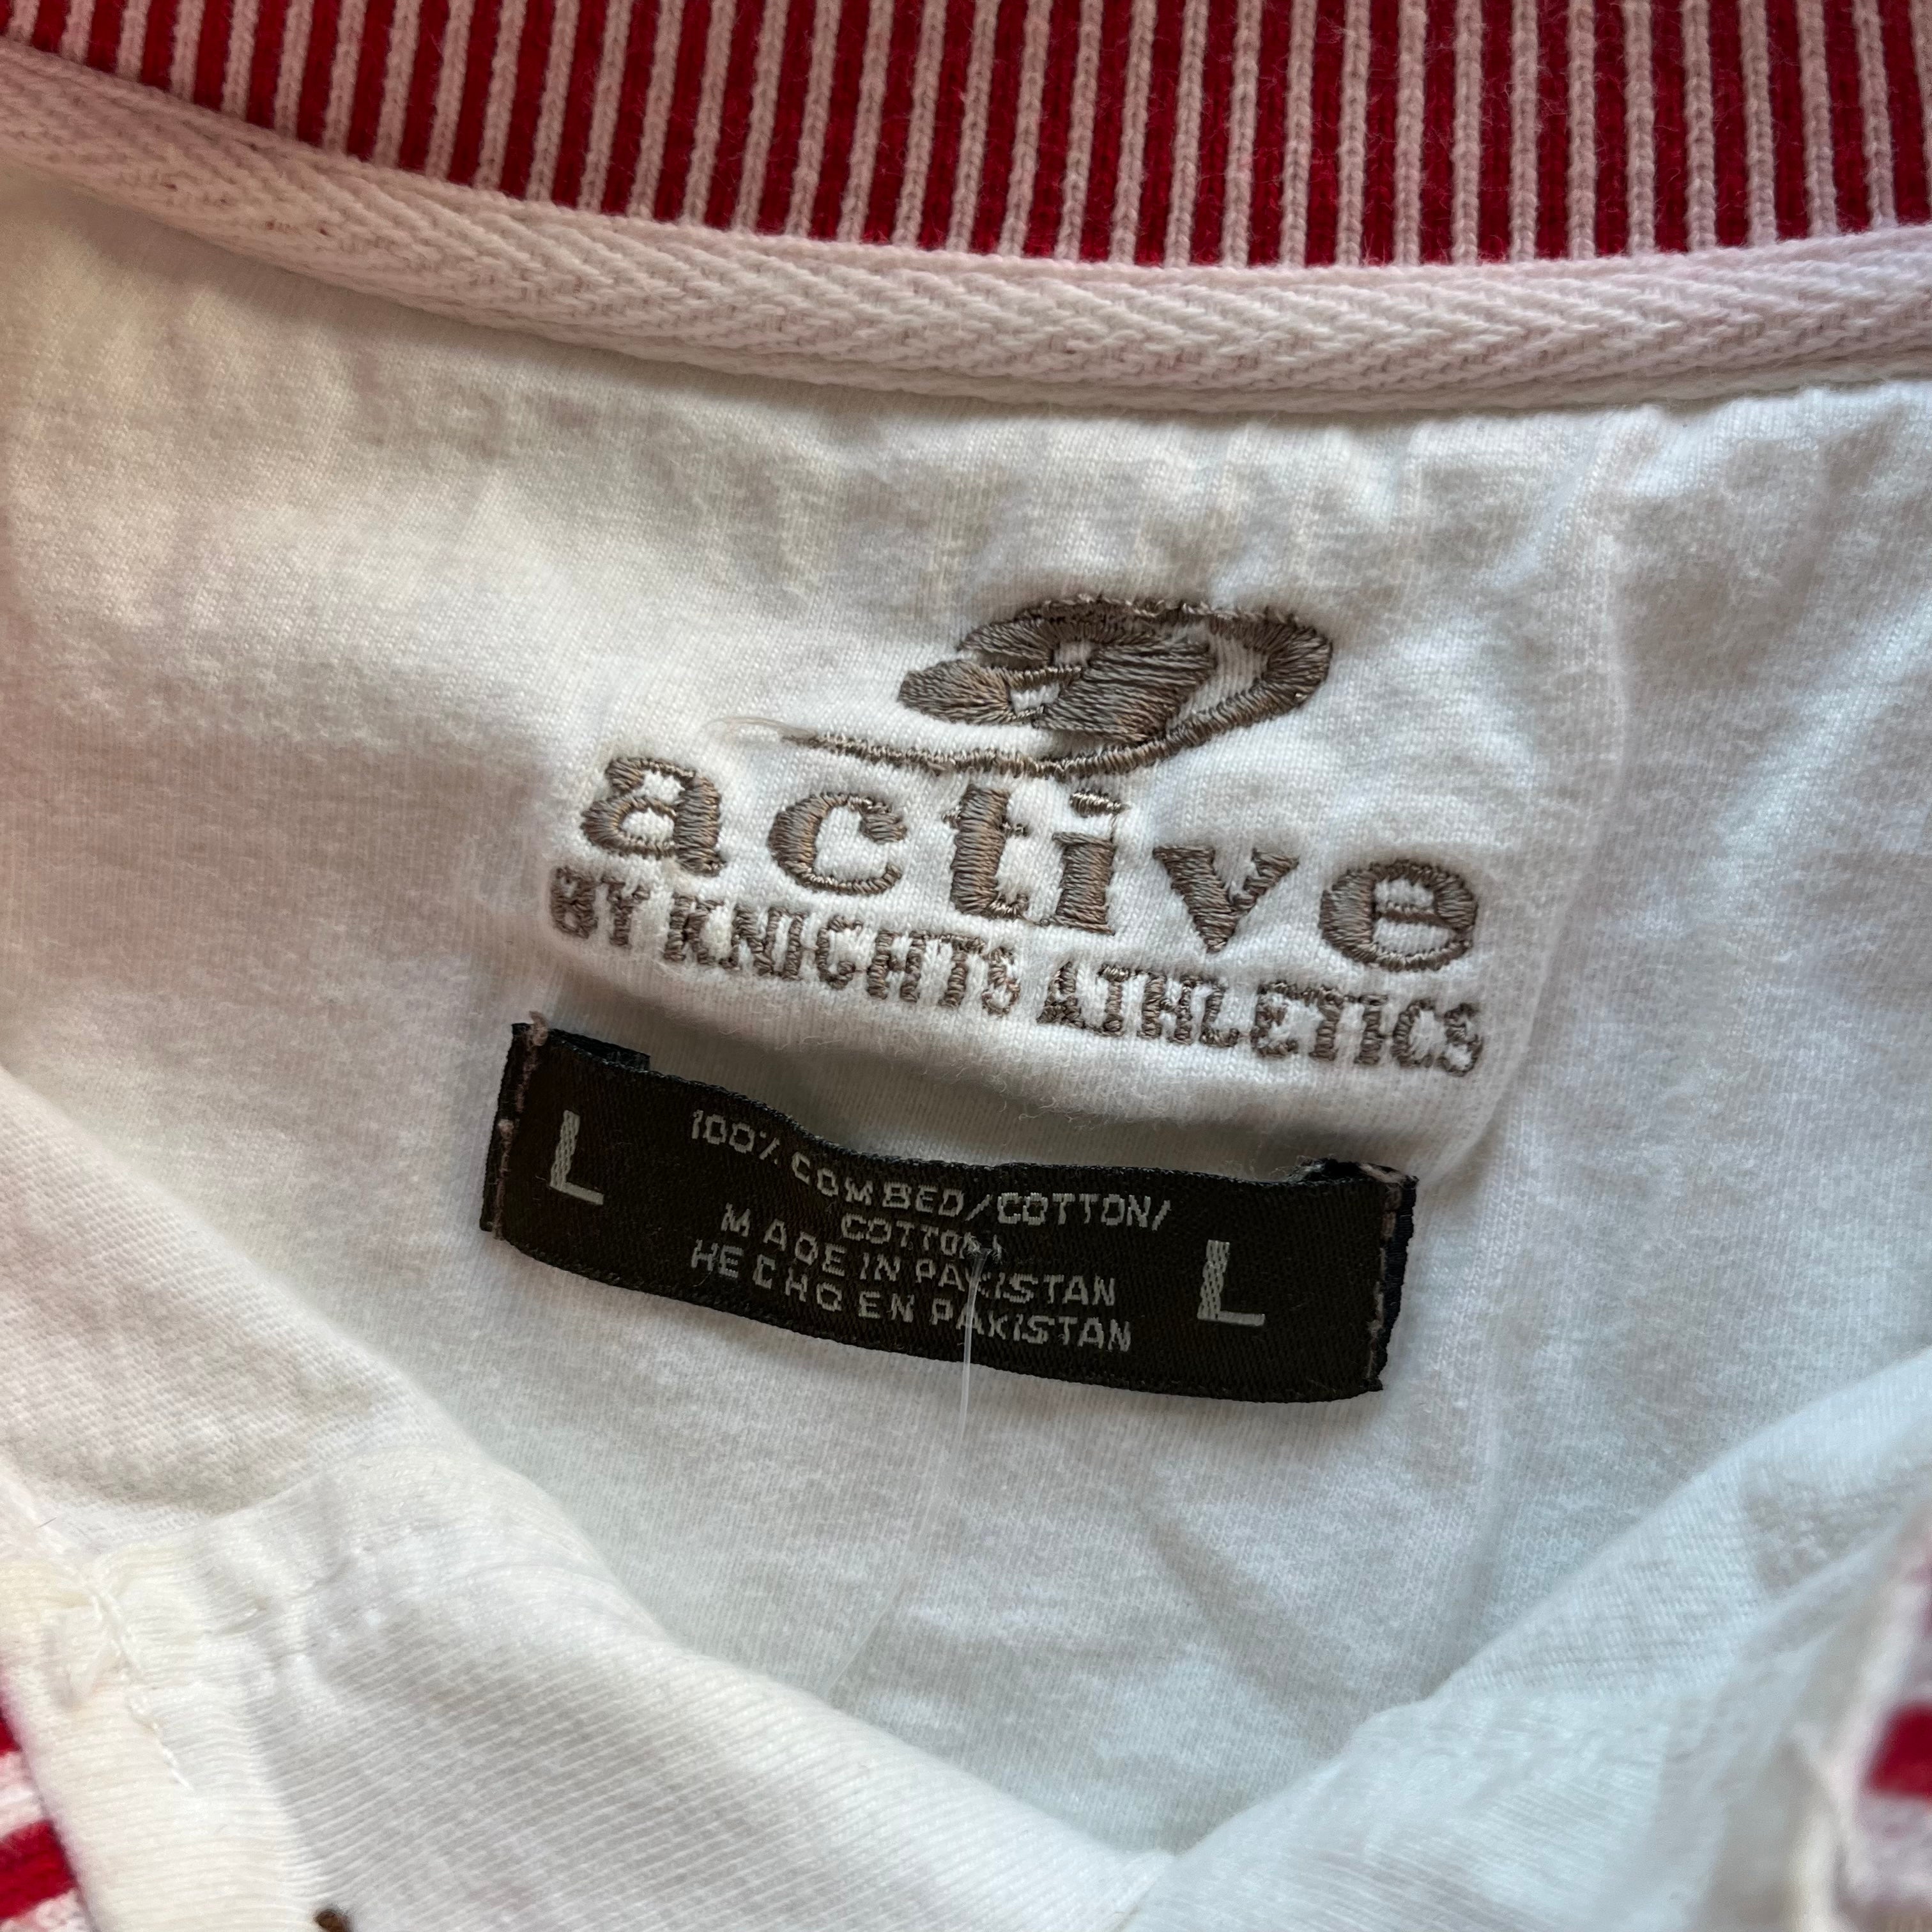 active
BY KNIGHTS ATHLETICS
L
100% COMBED/COTTON/
COTTON
MADE IN PAKISTAN
HECHO EN PAKISTAN
L